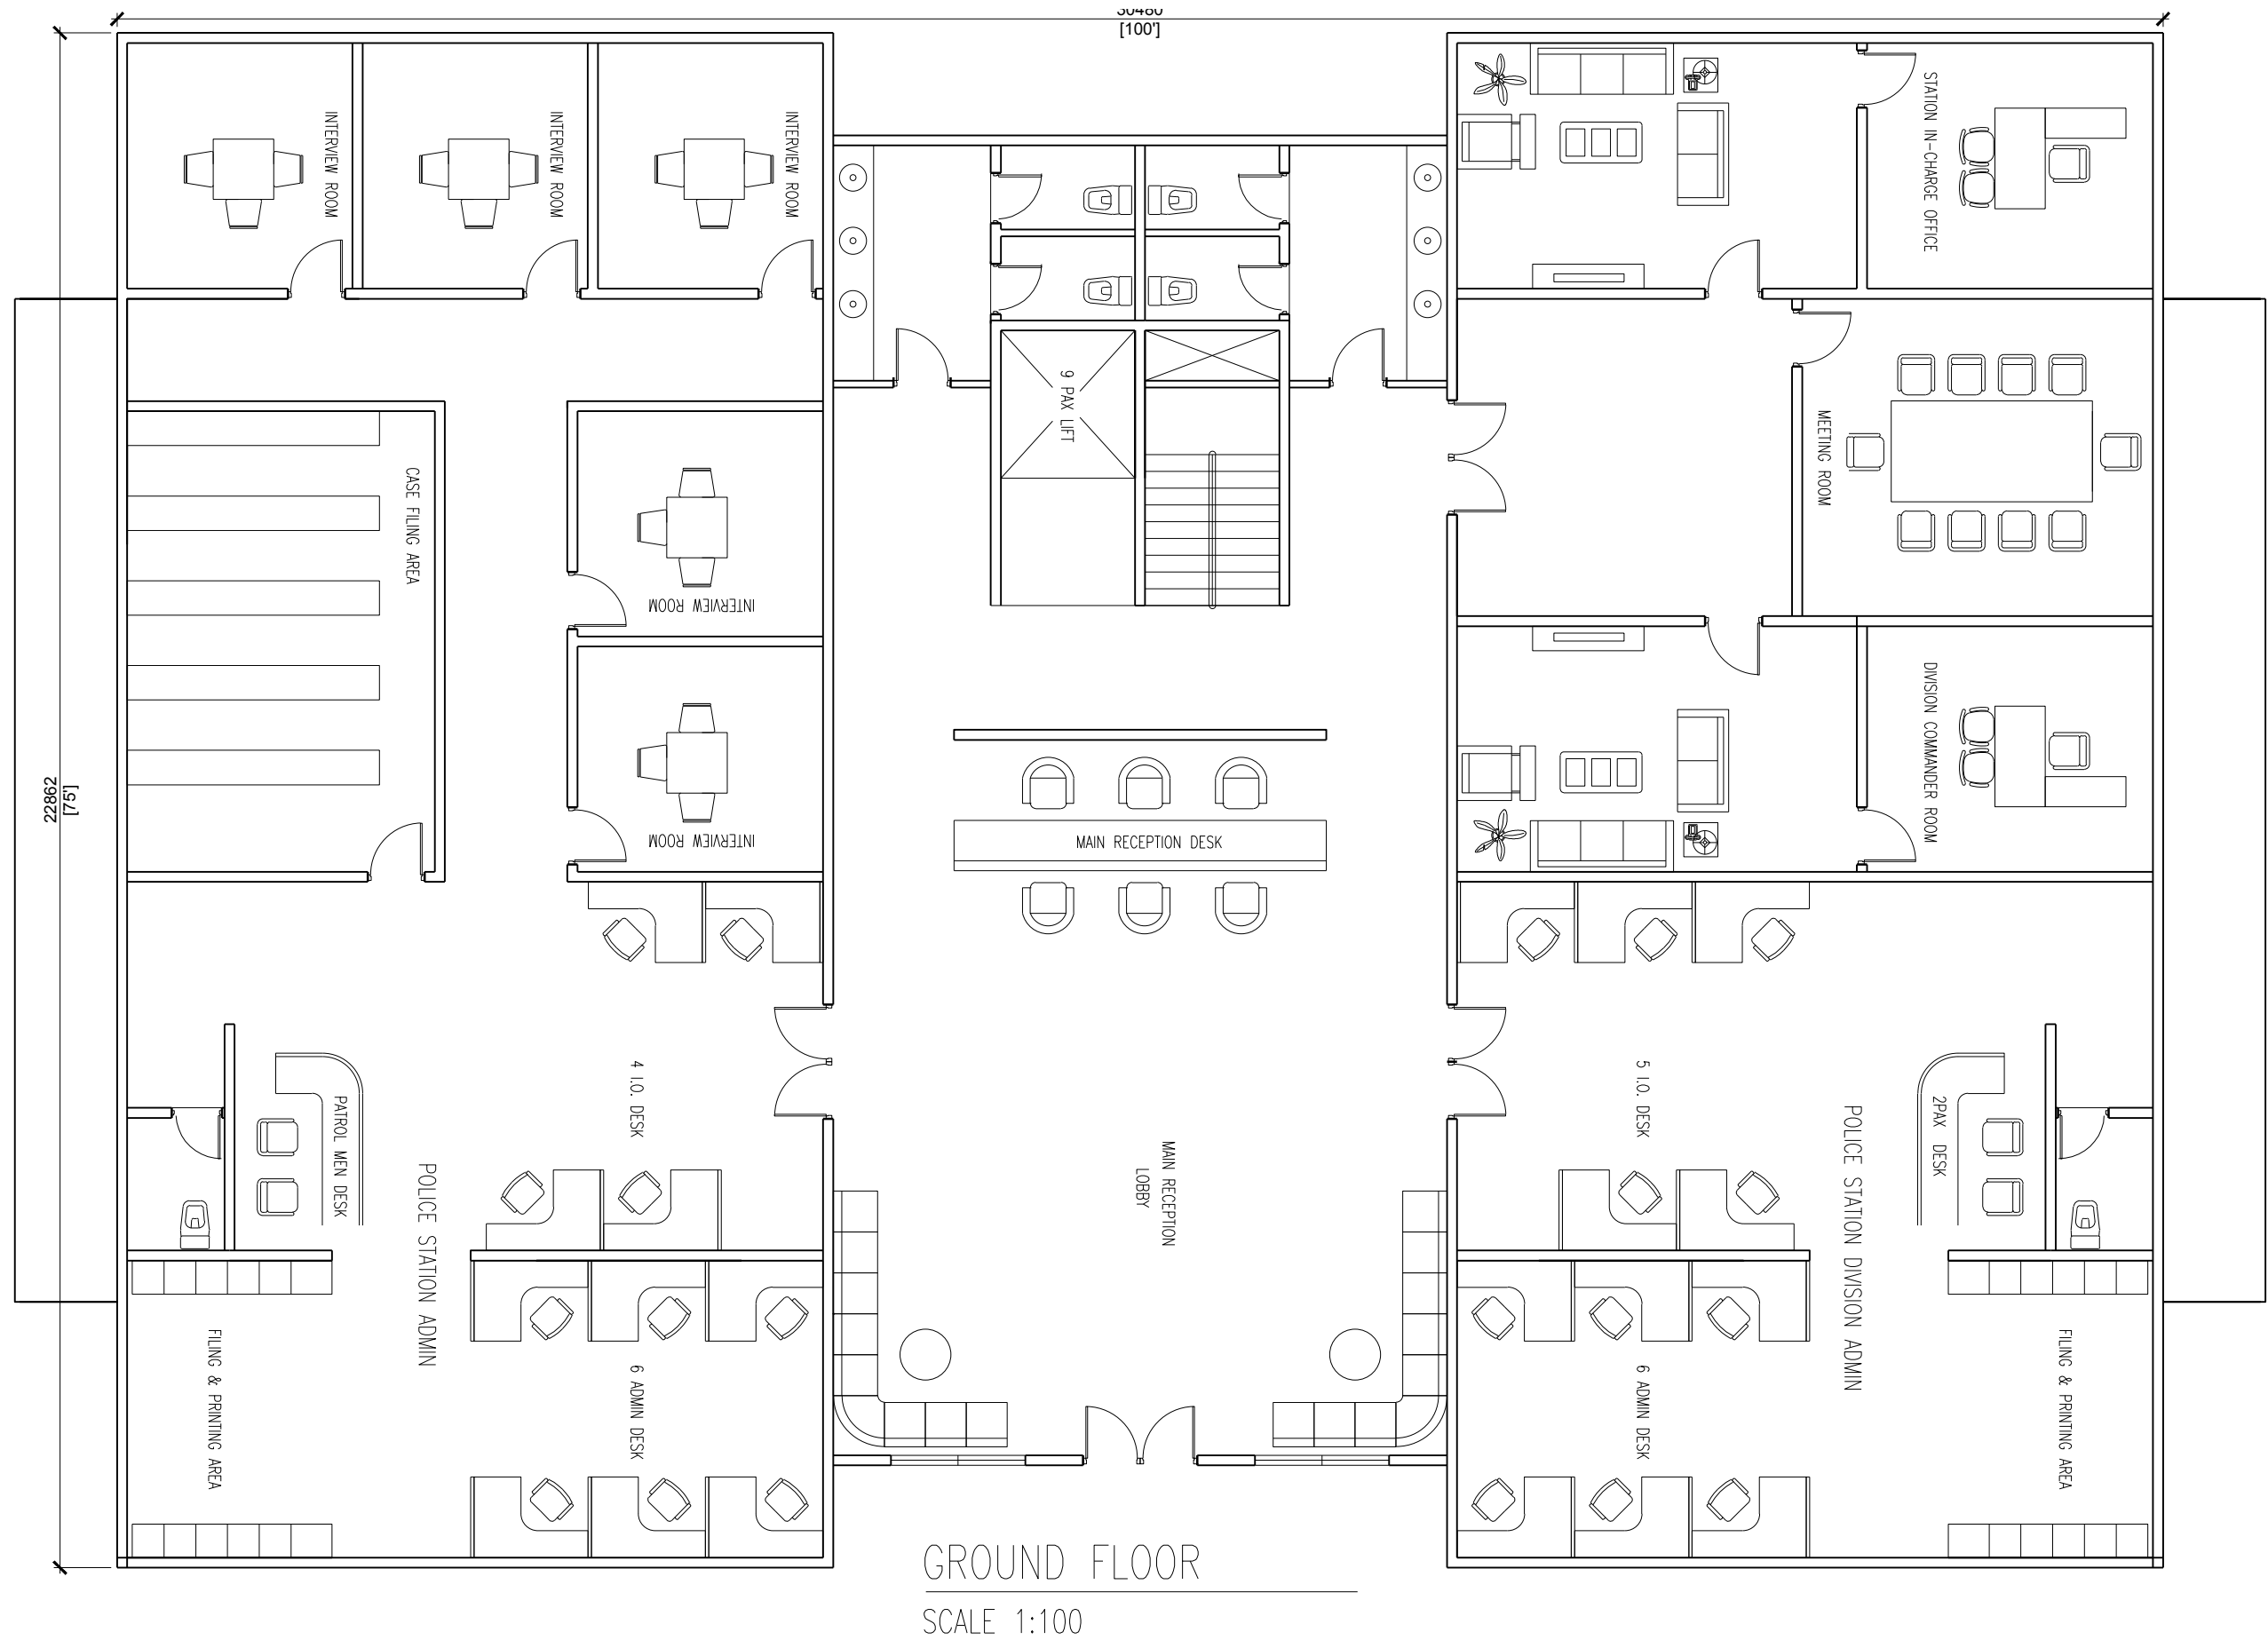 30480
[100']
INTERVIEW ROOM
INTERVIEW ROOM
INTERVIEW ROOM
STATION IN-CHARGE OFFICE
9 PAX LIFT
MEETING ROOM
CASE FILING AREA
INTERVIEW ROOM
INTERVIEW ROOM
DIVISION COMMANDER ROOM
22862
[75']
MAIN RECEPTION DESK
4 I.O. DESK
5 I.O. DESK
PATROL MEN DESK
2PAX DESK
POLICE STATION ADMIN
MAIN RECEPTION
LOBBY
POLICE STATION DIVISION ADMIN
FILING & PRINTING AREA
6 ADMIN DESK
6 ADMIN DESK
FILING & PRINTING AREA
GROUND FLOOR
SCALE 1:100